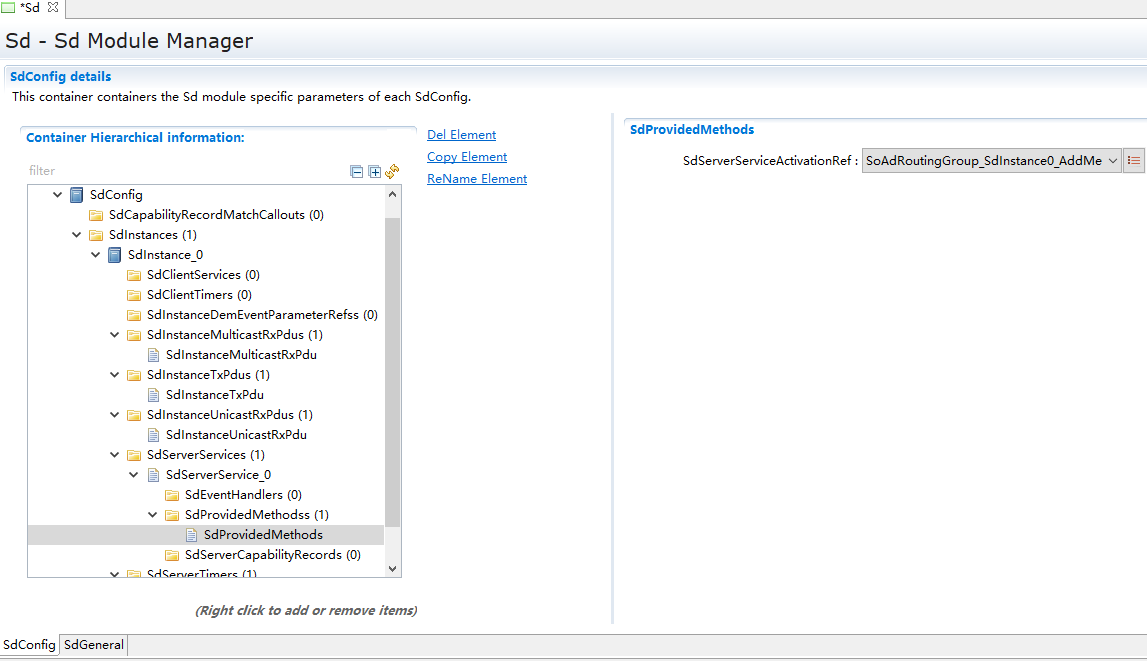 *Sd
Sd - Sd Module Manager
SdConfig details
This container containers the Sd module specific parameters of each SdConfig.
Container Hierarchical information:
filter
SdConfig
SdCapabilityRecordMatchCallouts (0)
SdInstances (1)
SdInstance_0
SdClientServices (0)
SdClientTimers (0)
SdInstanceDemEventParameterRefss (0)
SdInstanceMulticastRxPdus (1)
SdInstanceMulticastRxPdu
SdInstanceTxPdus (1)
SdInstanceTxPdu
SdInstanceUnicastRxPdus (1)
SdInstanceUnicastRxPdu
SdServerServices (1)
SdServerService_0
SdEventHandlers (0)
SdProvidedMethodss (1)
SdProvidedMethods
SdServerCapabilityRecords (0)
SdServerTimers (1)
(Right click to add or remove items)
Del Element
Copy Element
ReName Element
SdProvidedMethods
SdServerServiceActivationRef : SoAdRoutingGroup_SdInstance0_AddMe
SdConfig SdGeneral